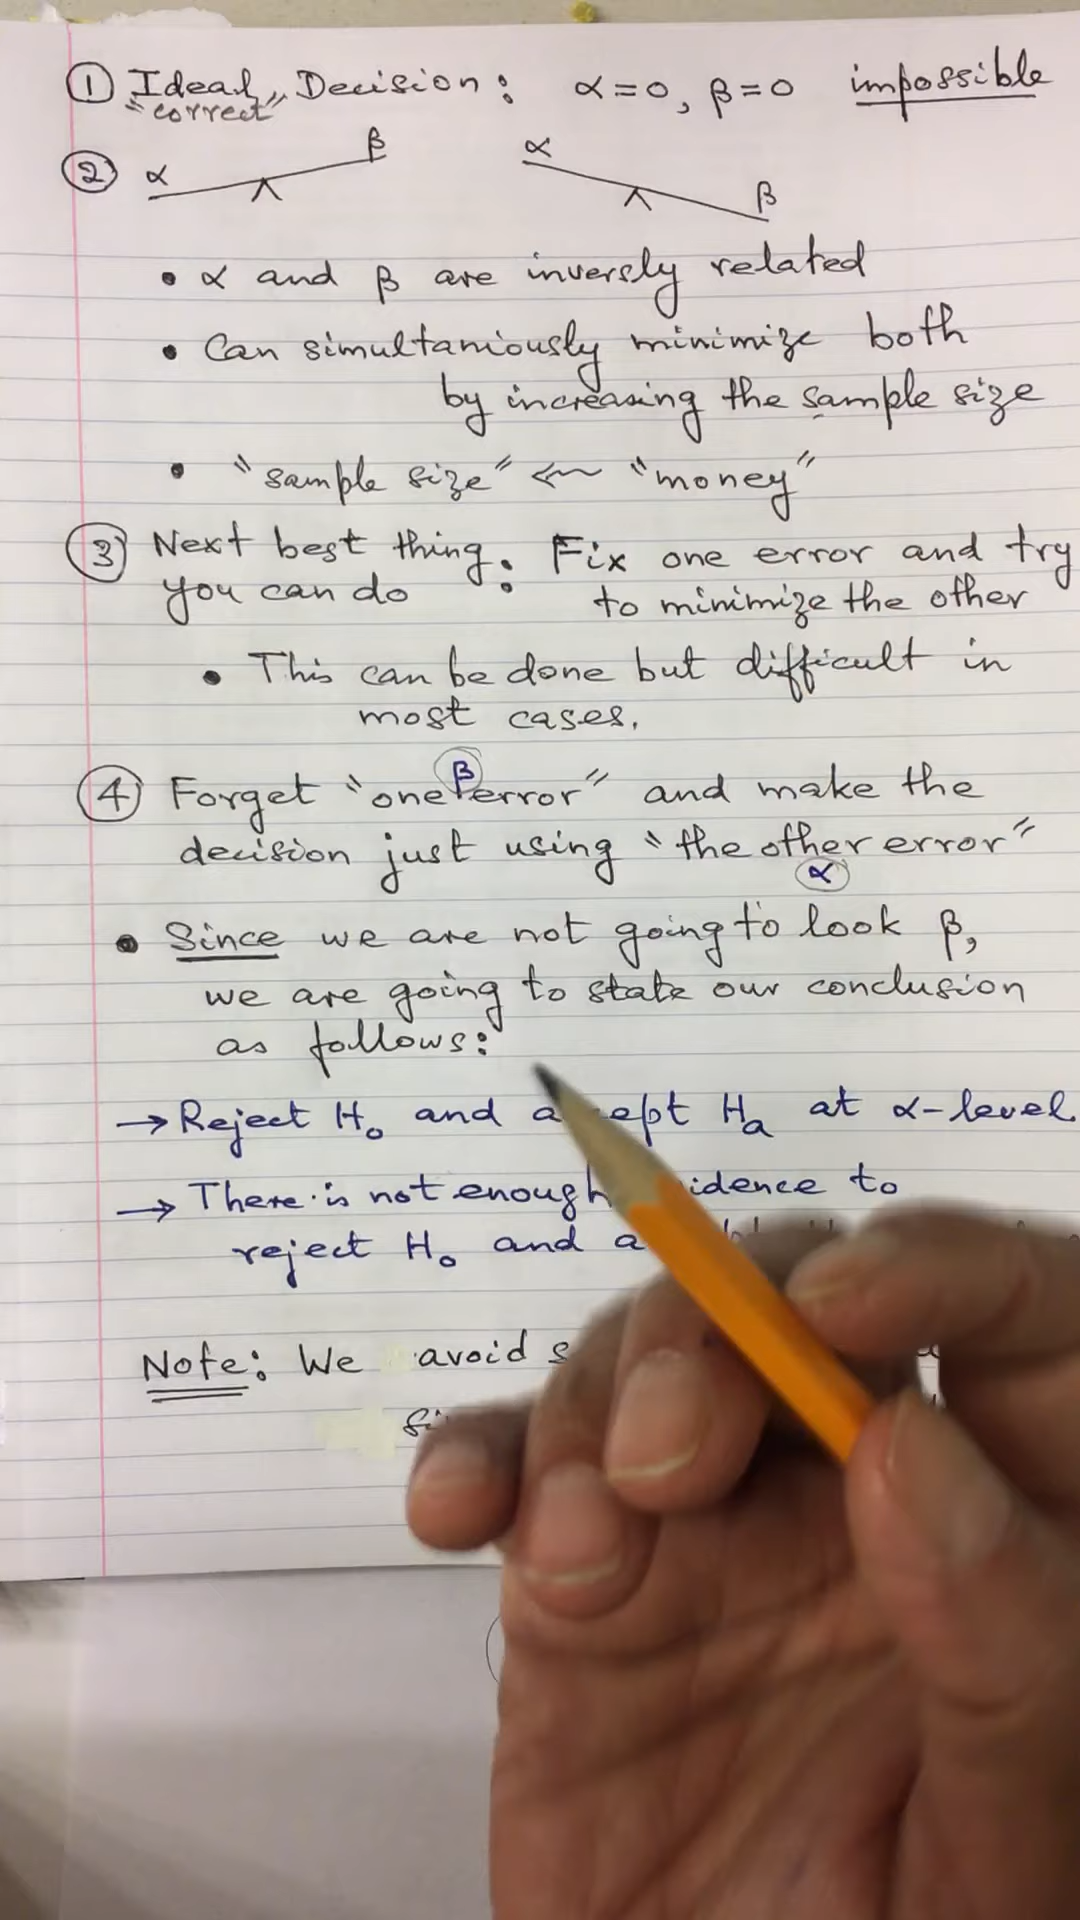 ① Ideal Decision: α=0, β=0 impossible
"correct"
② α β α β
• α and β are inversly related
• Can simultaniously minimize both
by increasing the sample size
• "sample size" ⟵ "money"
③ Next best thing: Fix one error and try
you can do to minimize the other
• This can be done but difficult in
most cases.
β
④ Forget "one error" and make the
decision just using "the other error"
α
• Since we are not going to look β,
we are going to state our conclusion
as follows:
→ Reject H₀ and Hₐ at α-level
→ There is not to
reject H₀ and
Note: We avoid